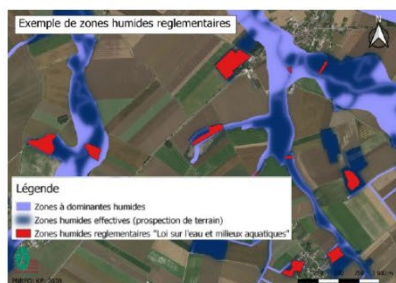 Exemple de zones humides reglementaires
N
Légende
Zones à dominantes humides
Zones humides effectives (prospection de terrain)
Zones humides reglementaires "Loi sur l'eau et milieux aquatiques"